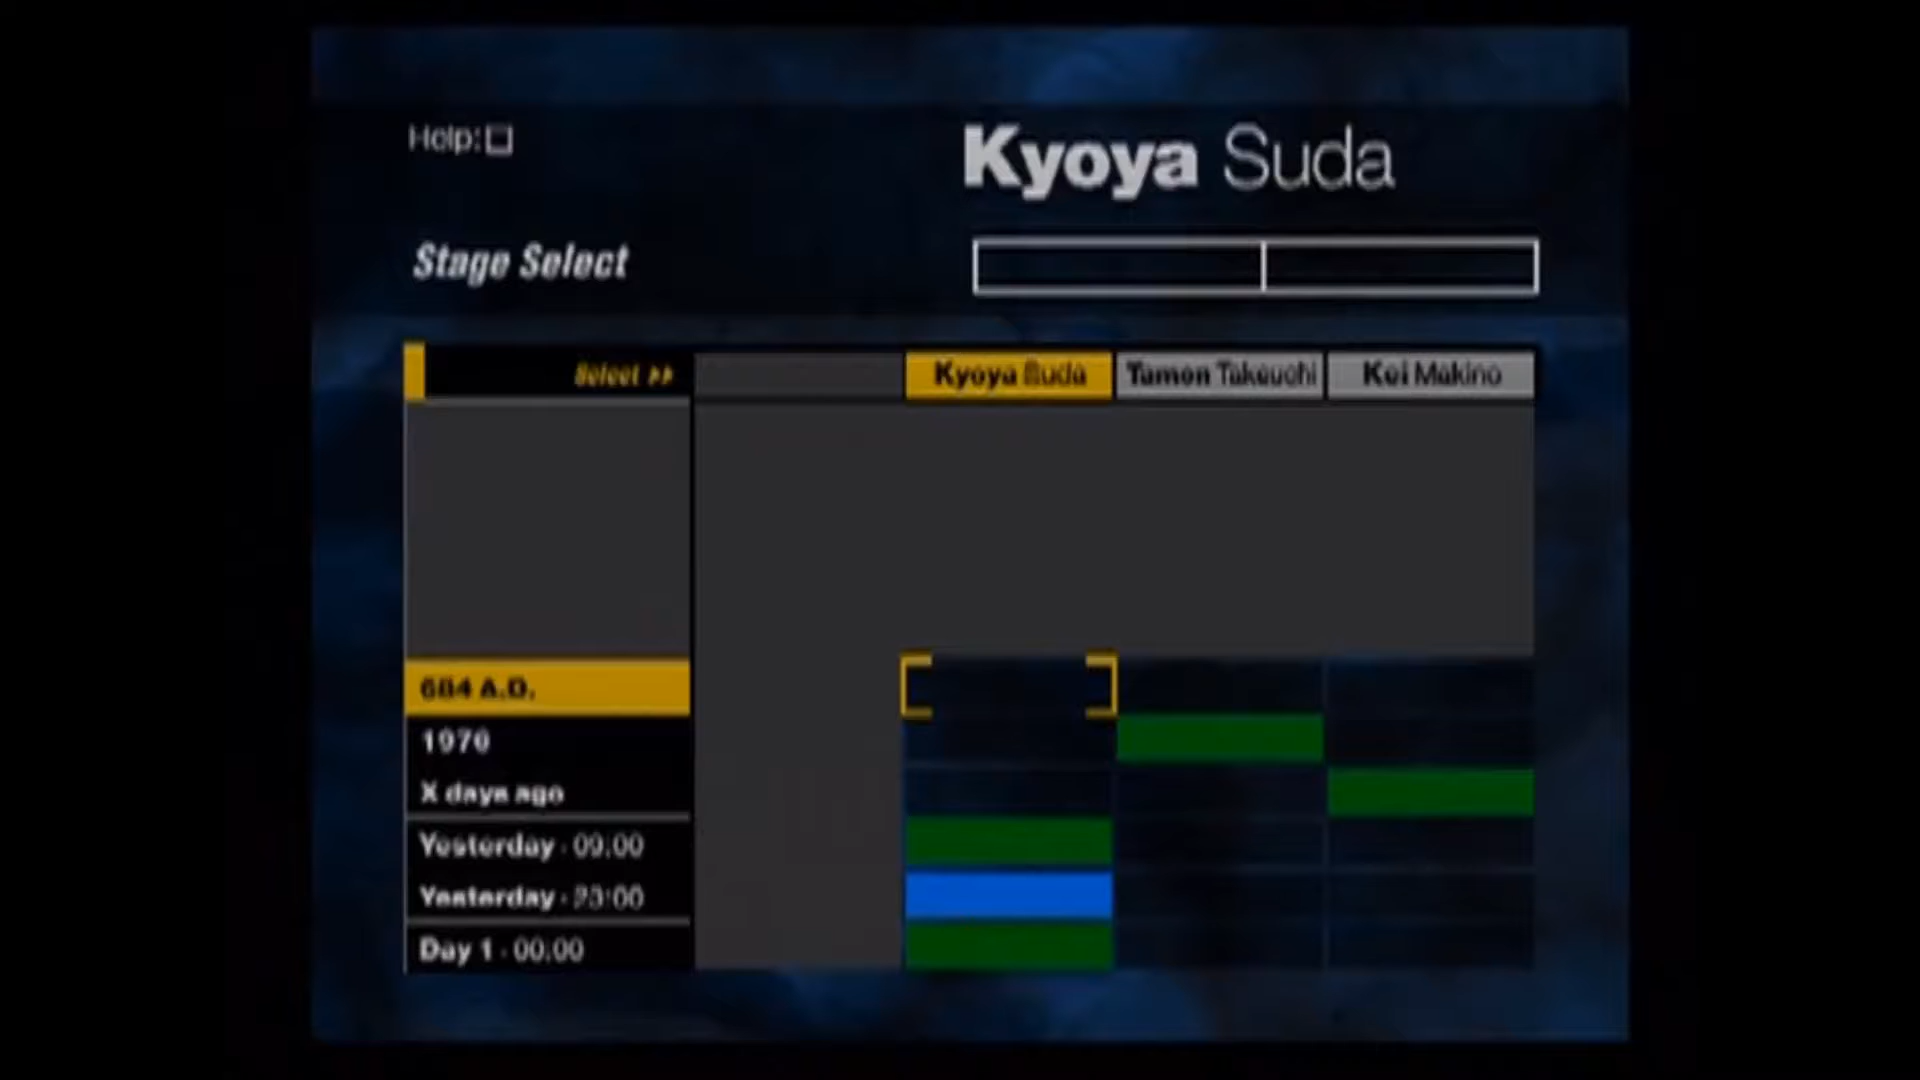 Help:□
Kyoya Suda
Stage Select
Select >>
Kyoya Suda
Tamon Takeuchi
Kei Makino
684 A.D.
1976
X days ago
Yesterday - 09:00
Yesterday - 23:00
Day 1 - 00:00